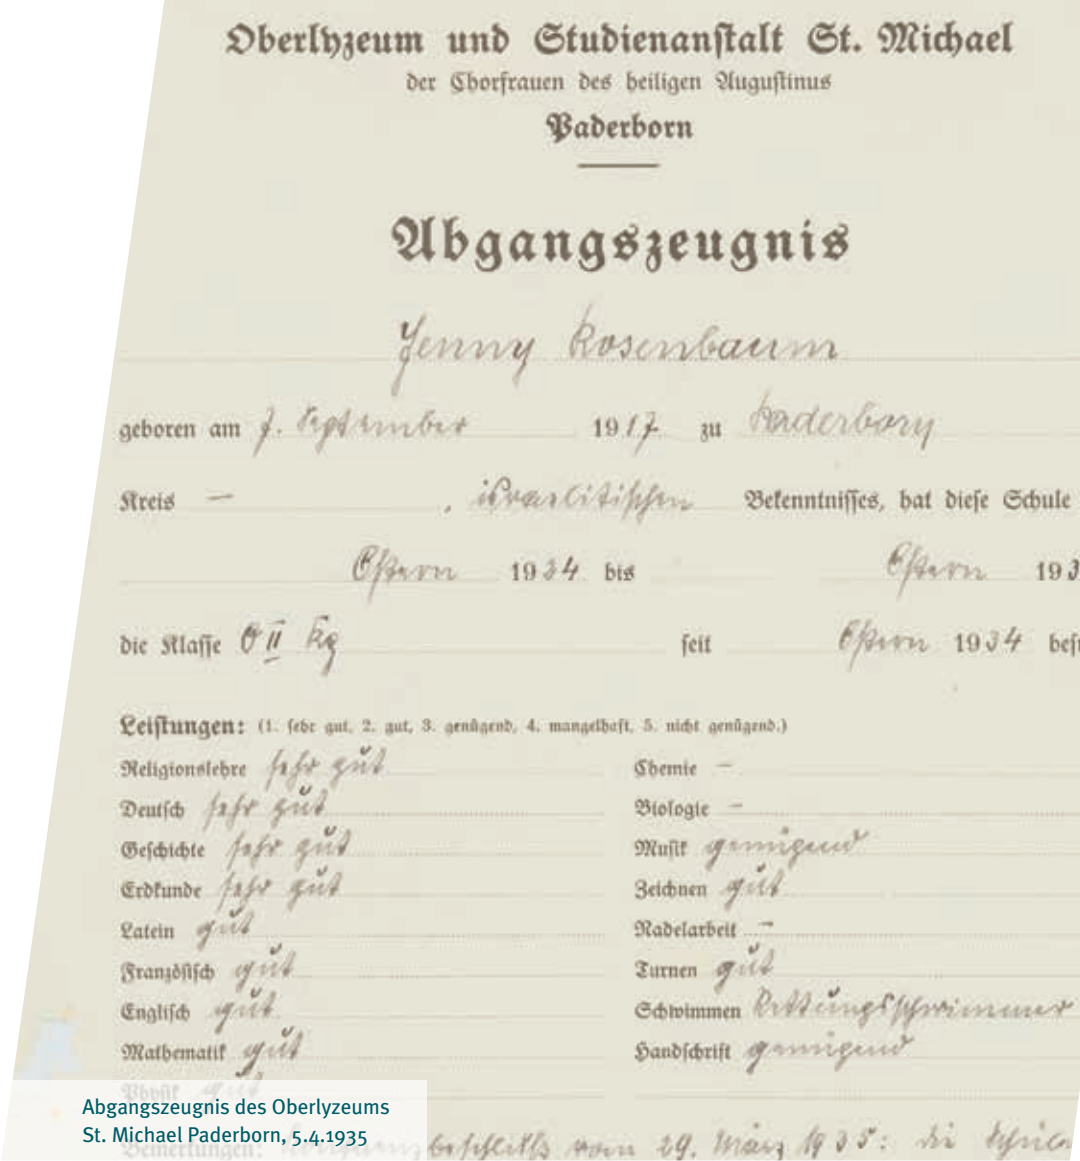 Oberlyzeum und Studienanstalt St. Michael
der Chorfrauen des heiligen Augustinus
Paderborn
Abgangszeugnis
Jenny Rosenbaum
geboren am 7. September 1917 zu Paderborn
Kreis — , israelitischen Bekenntnisses, hat diese Schule
Ostern 1934 bis Ostern 193
die Klasse O II kg seit Ostern 1934
Leistungen: (1. sehr gut, 2. gut, 3. genügend, 4. mangelhaft, 5. nicht genügend.)
Religionslehre sehr gut
Deutsch sehr gut
Geschichte sehr gut
Erdkunde sehr gut
Latein gut
Französisch gut
Englisch gut
Mathematik gut
Physik gut
Chemie —
Biologie —
Musik genügend
Zeichnen gut
Nadelarbeit —
Turnen gut
Schwimmen Rettungsschwimmer
Handschrift genügend
Bemerkungen: Konferenzbeschluß vom 29. März 1935: die
Abgangszeugnis des Oberlyzeums
St. Michael Paderborn, 5.4.1935